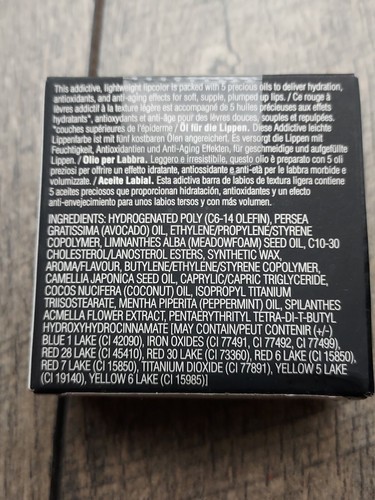 This addictive, lightweight lipcolor is packed with 5 precious oils to deliver hydration,
antioxidants, and anti-aging effects for soft, supple, plumped up lips. / Ce rouge à
lèvres addictif à la texture légère est accompagné de 5 huiles précieuses aux effets
hydratants*, antioxydants et anti-âge pour des lèvres douces, souples et repulpées.
*couches supérieures de l'épiderme / Öl für die Lippen. Diese Addictive leichte
Lippenfarbe ist mit fünf kostbaren Ölen angereichert. Es versorgt die Lippen mit
Feuchtigkeit, Antioxidantien und Anti-Aging Effekten, für geschmeidige und aufgefüllte
Lippen. / Olio per Labbra. Leggero e irresistibile, questo olio è preparato con 5 oli
preziosi per offrire un effetto idratante, antiossidante e anti-età per le labbra morbide e
volumizzate. / Aceite Labial. Esta adictiva barra de labios de textura ligera contiene
5 aceites preciosos que proporcionan hidratación, antioxidantes y un efecto
anti-envejecimiento para unos labios tersos y con más volumen.
INGREDIENTS: HYDROGENATED POLY (C6-14 OLEFIN), PERSEA
GRATISSIMA (AVOCADO) OIL, ETHYLENE/PROPYLENE/STYRENE
COPOLYMER, LIMNANTHES ALBA (MEADOWFOAM) SEED OIL, C10-30
CHOLESTEROL/LANOSTEROL ESTERS, SYNTHETIC WAX,
AROMA/FLAVOUR, BUTYLENE/ETHYLENE/STYRENE COPOLYMER,
CAMELLIA JAPONICA SEED OIL, CAPRYLIC/CAPRIC TRIGLYCERIDE,
COCOS NUCIFERA (COCONUT) OIL, ISOPROPYL TITANIUM
TRIISOSTEARATE, MENTHA PIPERITA (PEPPERMINT) OIL, SPILANTHES
ACMELLA FLOWER EXTRACT, PENTAERYTHRITYL TETRA-DI-T-BUTYL
HYDROXYHYDROCINNAMATE [MAY CONTAIN/PEUT CONTENIR (+/-)
BLUE 1 LAKE (CI 42090), IRON OXIDES (CI 77491, CI 77492, CI 77499),
RED 28 LAKE (CI 45410), RED 30 LAKE (CI 73360), RED 6 LAKE (CI 15850),
RED 7 LAKE (CI 15850), TITANIUM DIOXIDE (CI 77891), YELLOW 5 LAKE
(CI 19140), YELLOW 6 LAKE (CI 15985)]